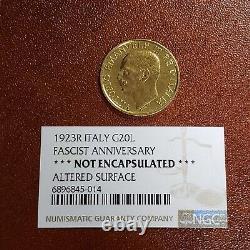 1923R ITALY G20L
FASCIST ANNIVERSARY
*** NOT ENCAPSULATED ***
ALTERED SURFACE
6896845-014
NGC
NUMISMATIC GUARANTY COMPANY